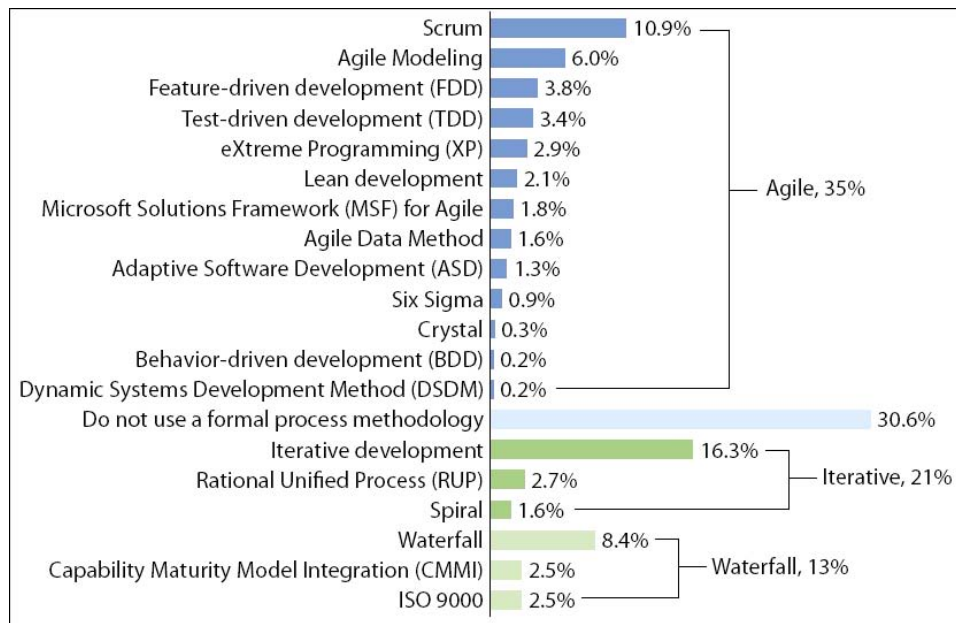 Scrum 10.9%
Agile Modeling 6.0%
Feature-driven development (FDD) 3.8%
Test-driven development (TDD) 3.4%
eXtreme Programming (XP) 2.9%
Lean development 2.1%
Agile, 35%
Microsoft Solutions Framework (MSF) for Agile 1.8%
Agile Data Method 1.6%
Adaptive Software Development (ASD) 1.3%
Six Sigma 0.9%
Crystal 0.3%
Behavior-driven development (BDD) 0.2%
Dynamic Systems Development Method (DSDM) 0.2%
Do not use a formal process methodology 30.6%
Iterative development 16.3%
Rational Unified Process (RUP) 2.7%
Iterative, 21%
Spiral 1.6%
Waterfall 8.4%
Capability Maturity Model Integration (CMMI) 2.5%
Waterfall, 13%
ISO 9000 2.5%